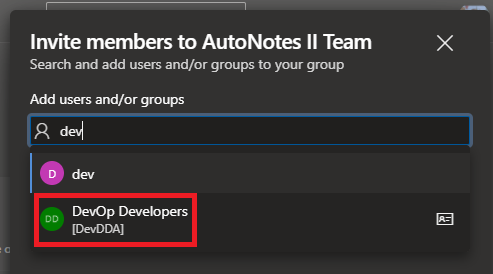 Invite members to AutoNotes II Team
Search and add users and/or groups to your group
Add users and/or groups
dev
D dev
DD DevOp Developers
[DevDDA]